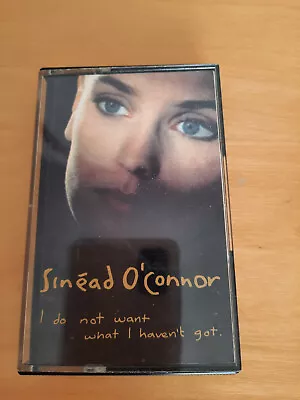 Sinéad O'Connor
I do not want
what I haven't got.